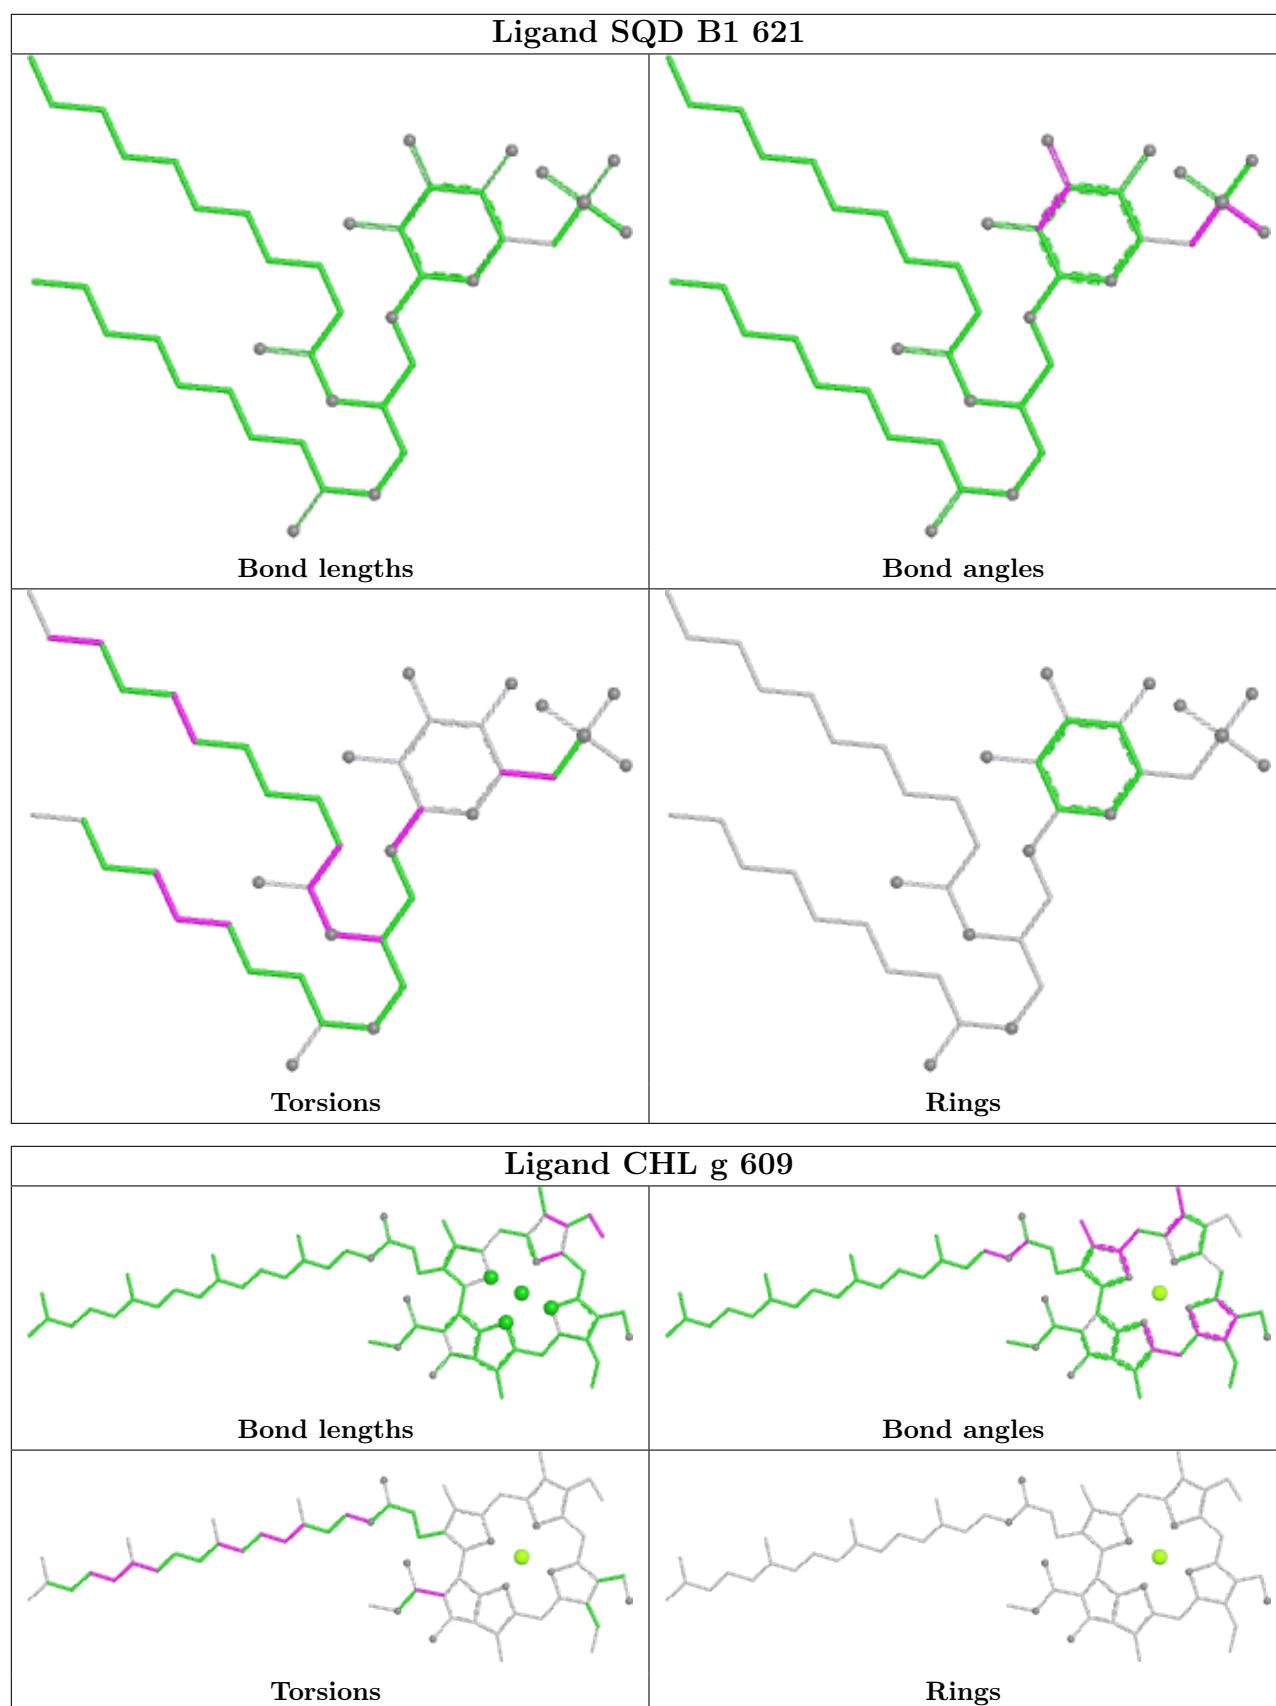 Ligand SQD B1 621
Bond lengths
Bond angles
Torsions
Rings
Ligand CHL g 609
Bond lengths
Bond angles
Torsions
Rings